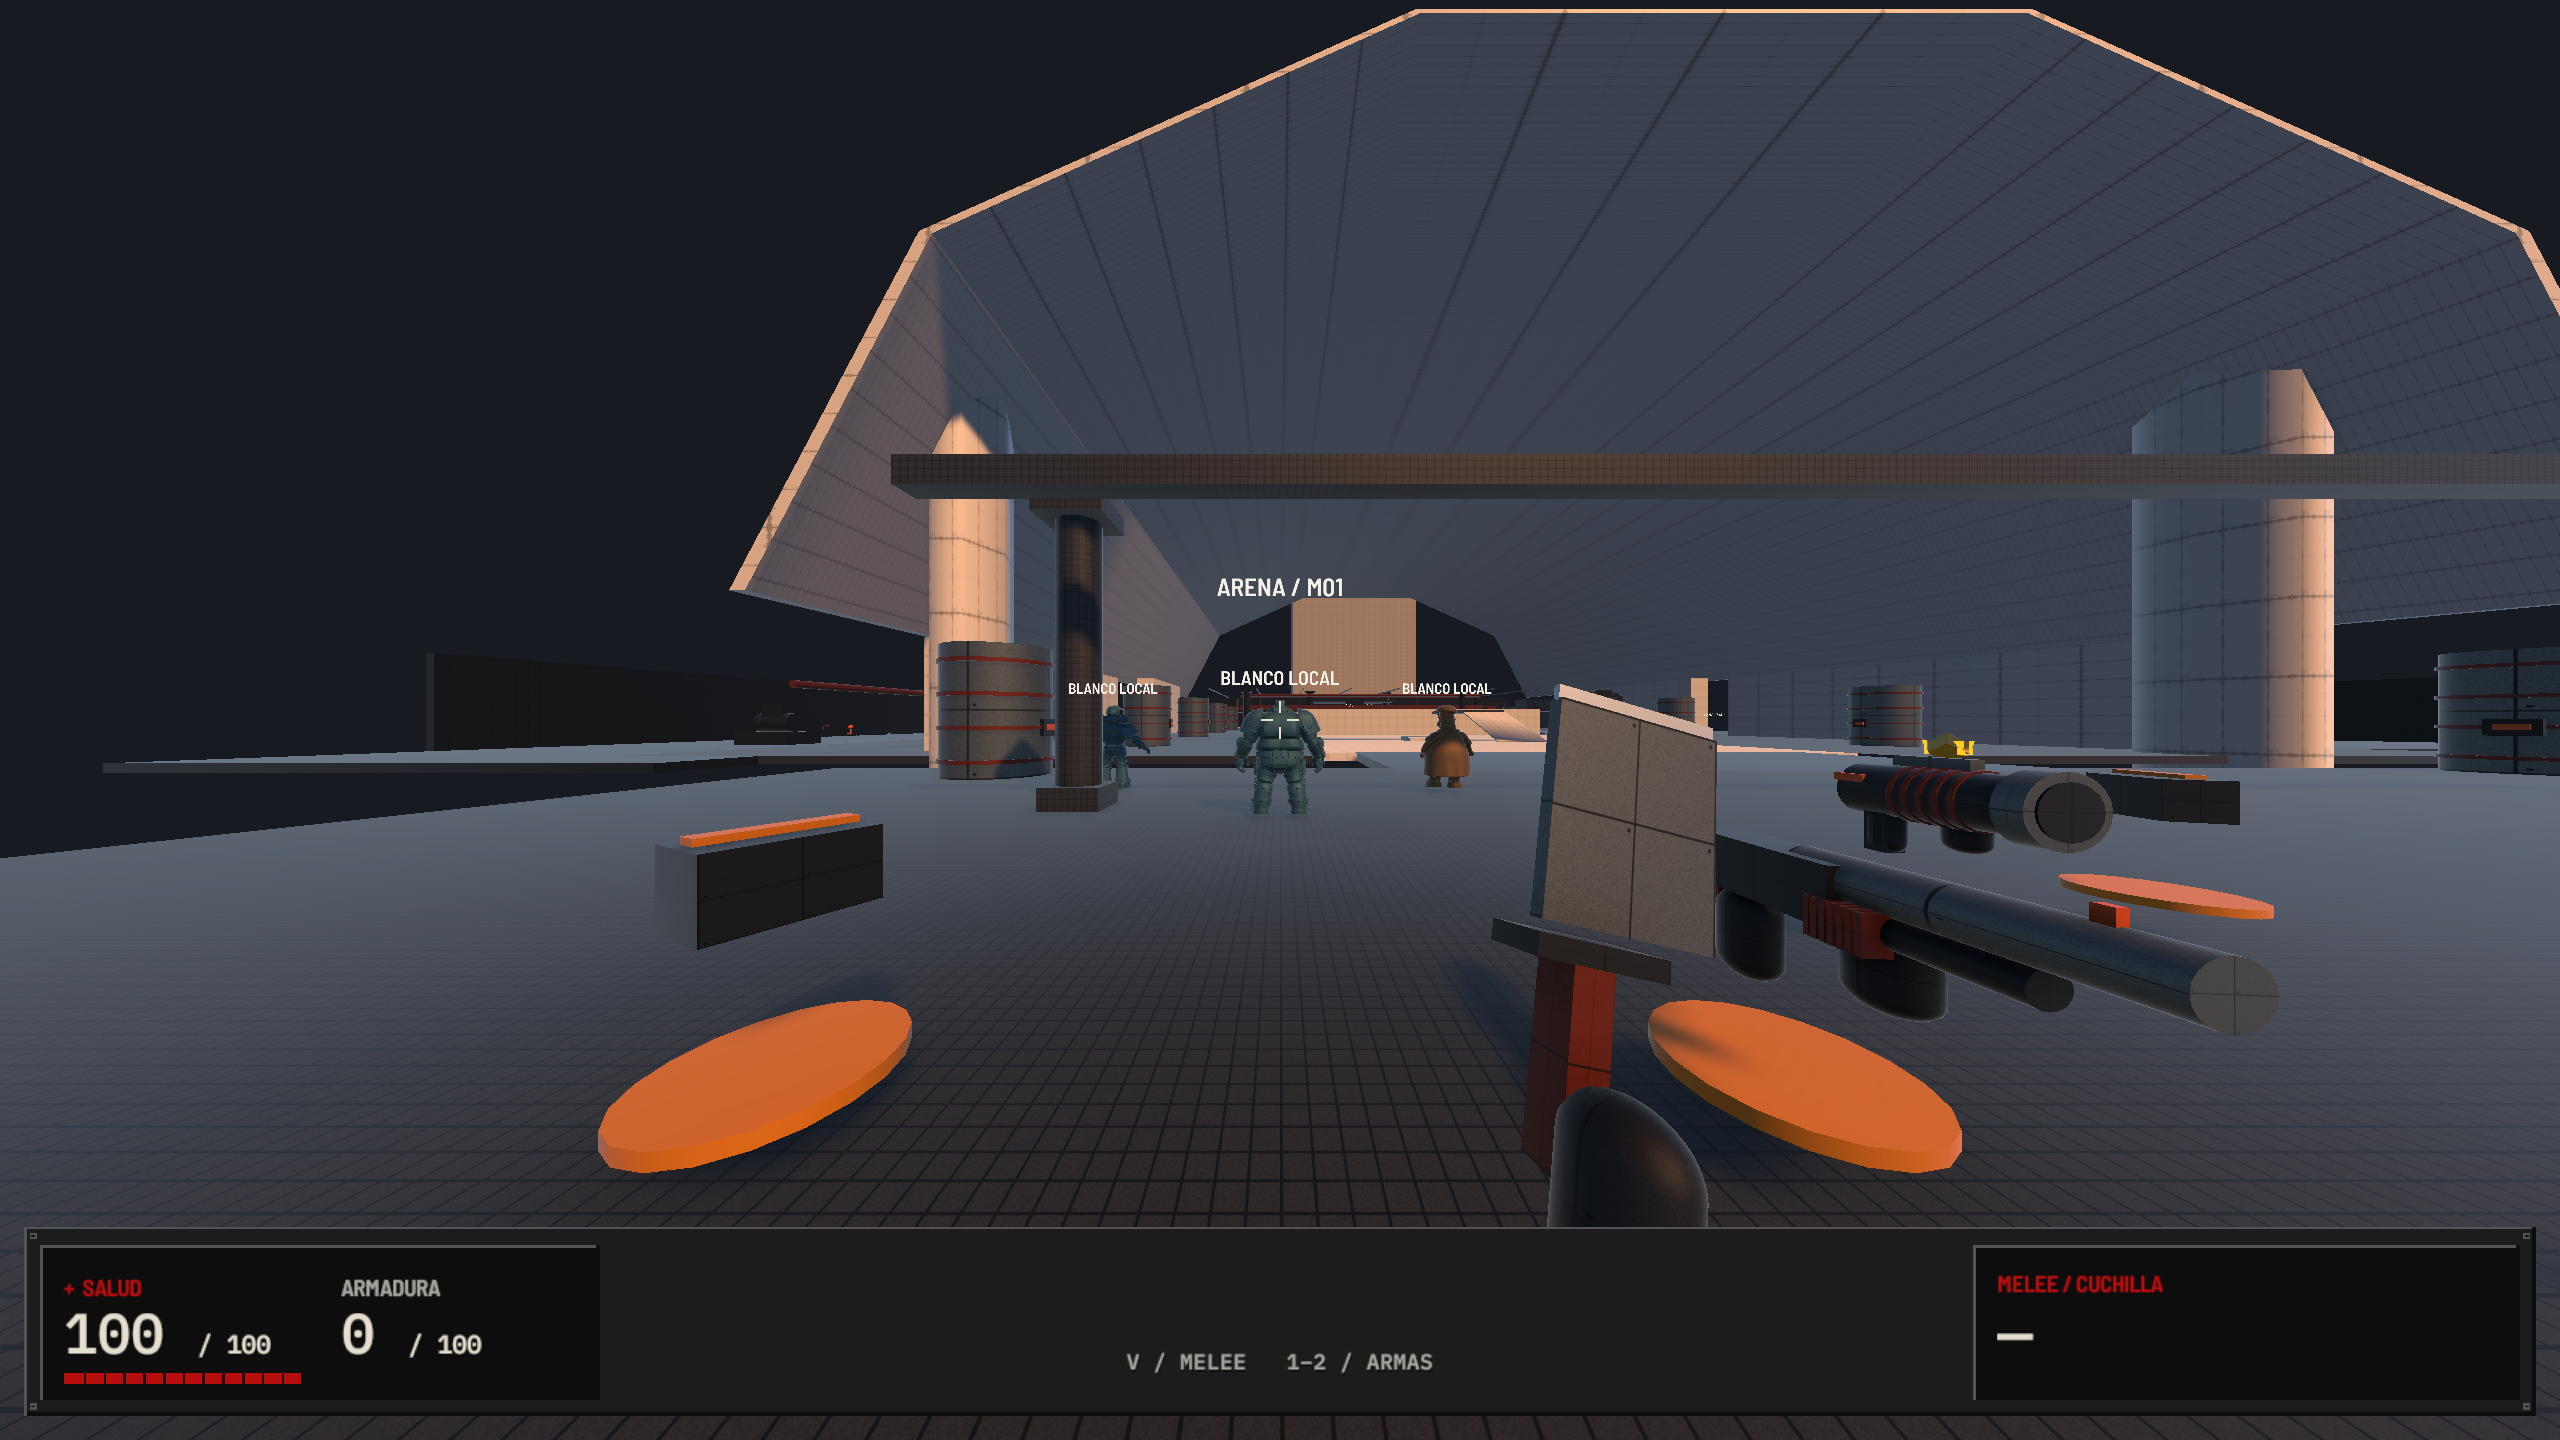 ARENA / M01
BLANCO LOCAL
BLANCO LOCAL
BLANCO LOCAL
+ SALUD
100 / 100
ARMADURA
0 / 100
V / MELEE 1-2 / ARMAS
MELEE / CUCHILLA
—